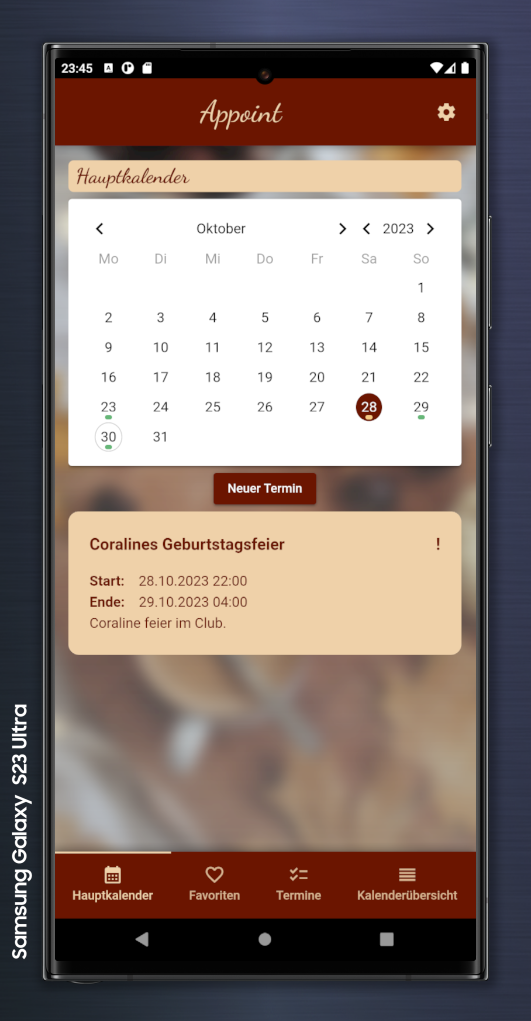 23:45
Appoint
Hauptkalender
Oktober 2023
Mo Di Mi Do Fr Sa So
1
2 3 4 5 6 7 8
9 10 11 12 13 14 15
16 17 18 19 20 21 22
23 24 25 26 27 28 29
30 31
Neuer Termin
Coralines Geburtstagsfeier !
Start: 28.10.2023 22:00
Ende: 29.10.2023 04:00
Coraline feier im Club.
Hauptkalender Favoriten Termine Kalenderübersicht
Samsung Galaxy S23 Ultra